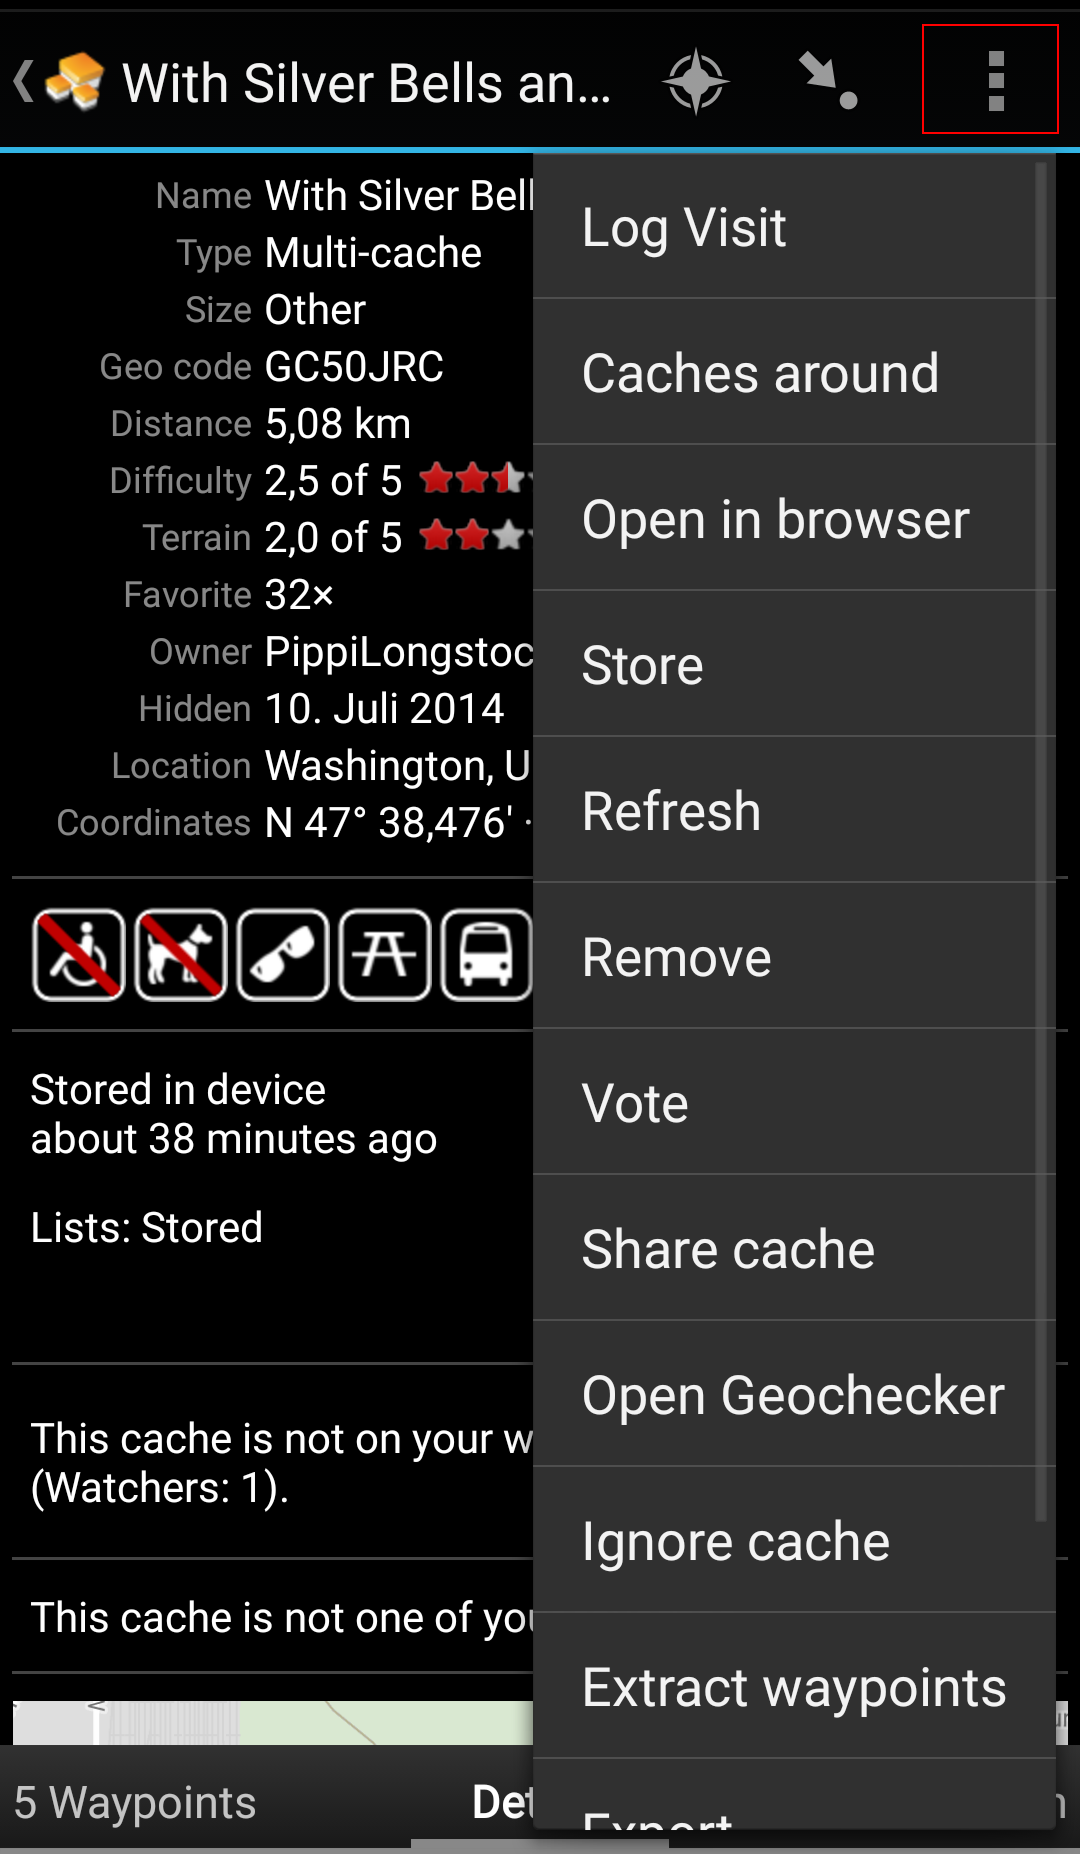 With Silver Bells an...
Name With Silver Bell
Type Multi-cache
Size Other
Geo code GC50JRC
Distance 5,08 km
Difficulty 2,5 of 5
Terrain 2,0 of 5
Favorite 32×
Owner PippiLongstoc
Hidden 10. Juli 2014
Location Washington, U
Coordinates N 47° 38,476' ·
Stored in device
about 38 minutes ago
Lists: Stored
This cache is not on your w
(Watchers: 1).
This cache is not one of you
5 Waypoints
Det
Log Visit
Caches around
Open in browser
Store
Refresh
Remove
Vote
Share cache
Open Geochecker
Ignore cache
Extract waypoints
Export